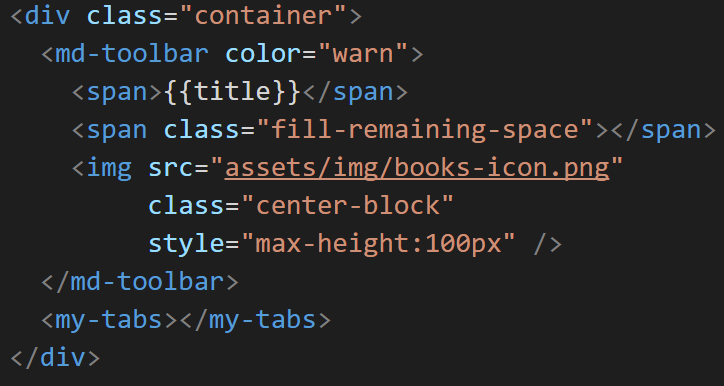 <div class="container">
  <md-toolbar color="warn">
    <span>{{title}}</span>
    <span class="fill-remaining-space"></span>
    <img src="assets/img/books-icon.png"
         class="center-block"
         style="max-height:100px" />
  </md-toolbar>
  <my-tabs></my-tabs>
</div>